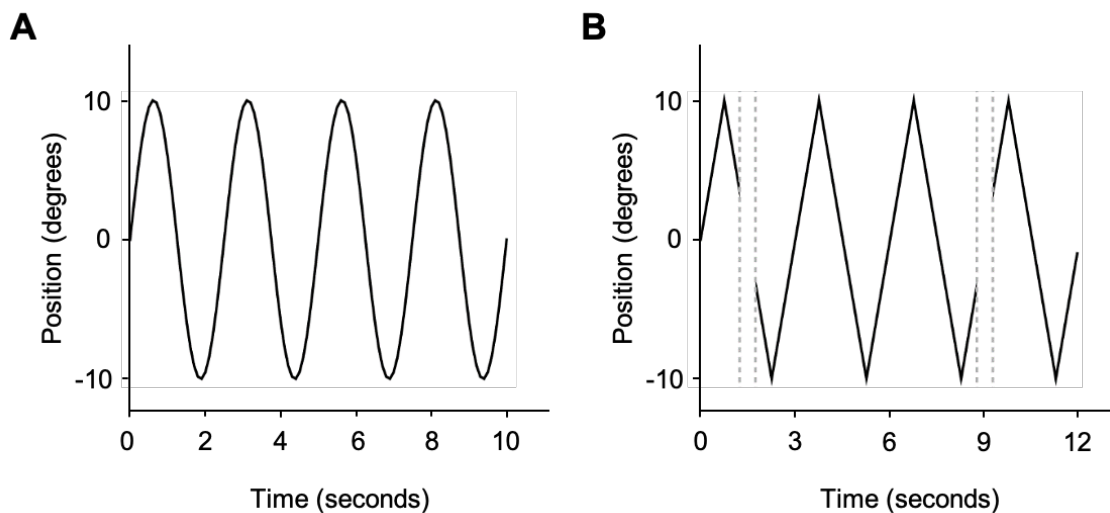 A
B
Position (degrees)
10
0
-10
0 2 4 6 8 10
Time (seconds)
Position (degrees)
10
0
-10
0 3 6 9 12
Time (seconds)